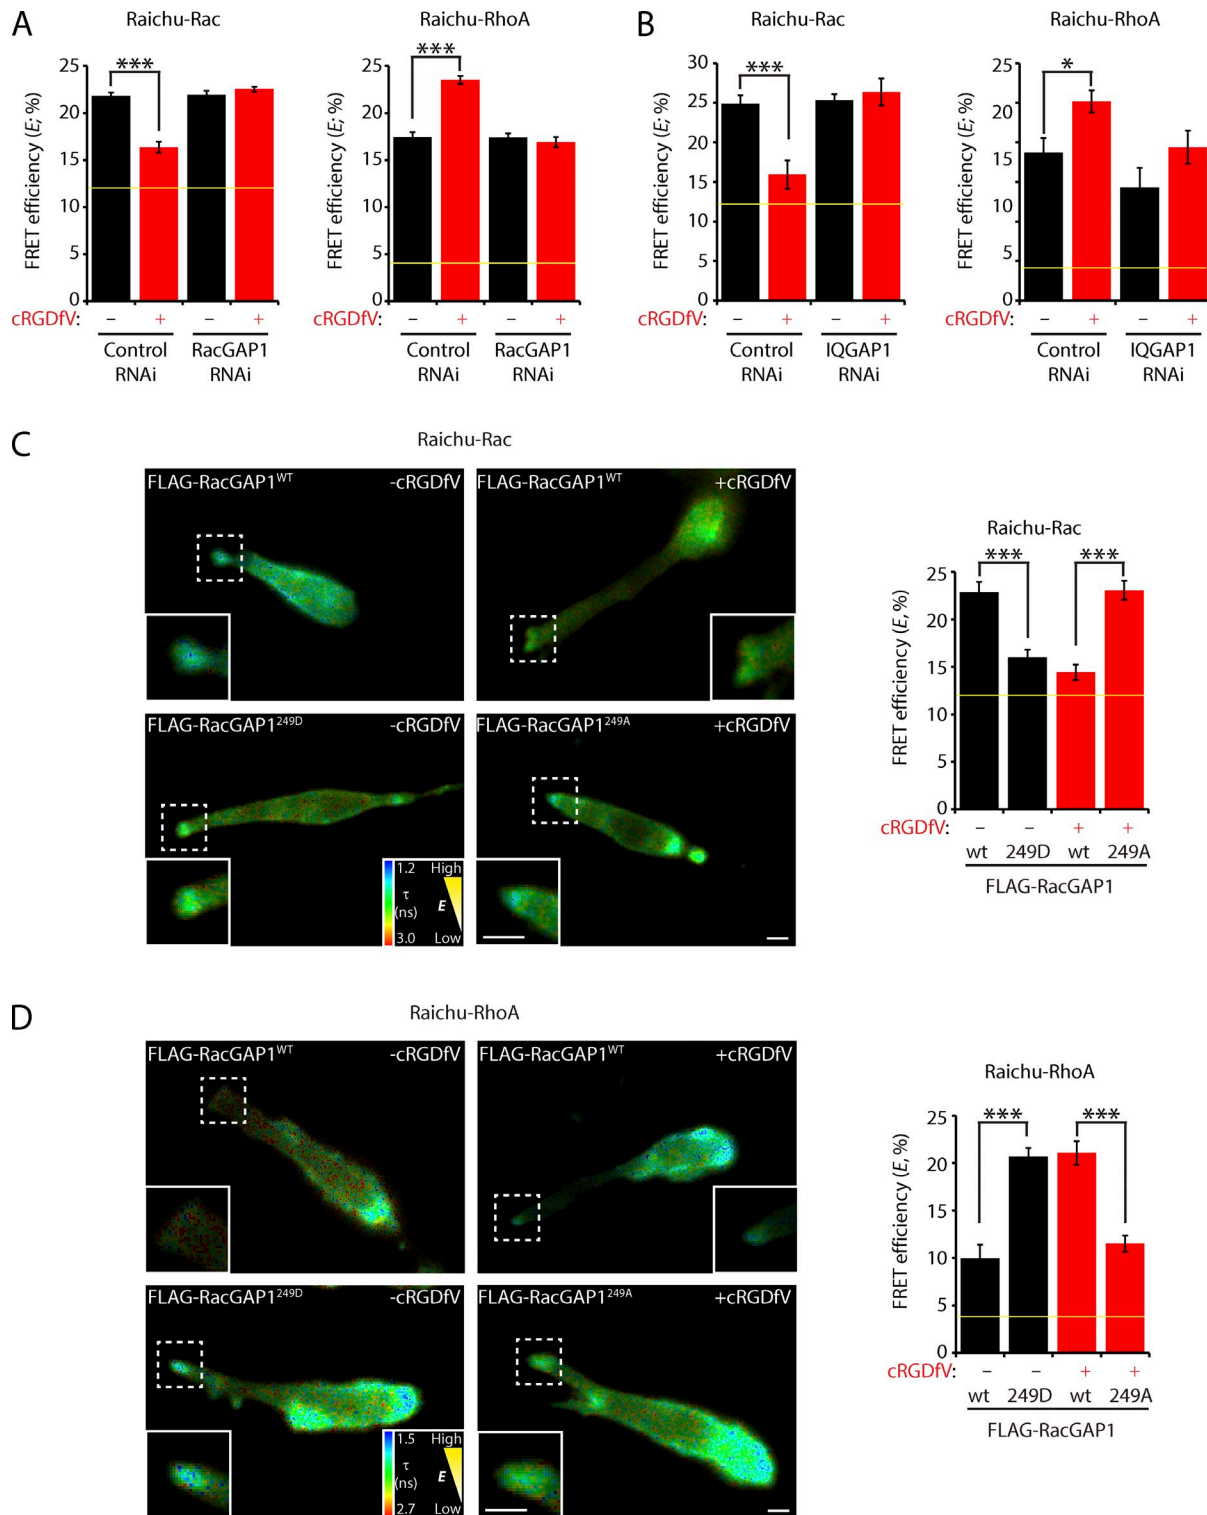 A
Raichu-Rac
FRET efficiency (E; %)
25
20
15
10
5
0
***
cRGDfV: – + – +
Control RNAi
RacGAP1 RNAi
Raichu-RhoA
FRET efficiency (E; %)
25
20
15
10
5
0
***
cRGDfV: – + – +
Control RNAi
RacGAP1 RNAi
B
Raichu-Rac
FRET efficiency (E; %)
30
25
20
15
10
5
0
***
cRGDfV: – + – +
Control RNAi
IQGAP1 RNAi
Raichu-RhoA
FRET efficiency (E; %)
25
20
15
10
5
0
*
cRGDfV: – + – +
Control RNAi
IQGAP1 RNAi
C
Raichu-Rac
FLAG-RacGAP1WT -cRGDfV
FLAG-RacGAP1WT +cRGDfV
FLAG-RacGAP1249D -cRGDfV
1.2 High
τ (ns) E
3.0 Low
FLAG-RacGAP1249A +cRGDfV
Raichu-Rac
FRET efficiency (E, %)
25
20
15
10
5
0
*** ***
cRGDfV: – – + +
wt 249D wt 249A
FLAG-RacGAP1
D
Raichu-RhoA
FLAG-RacGAP1WT -cRGDfV
FLAG-RacGAP1WT +cRGDfV
FLAG-RacGAP1249D -cRGDfV
1.5 High
τ (ns) E
2.7 Low
FLAG-RacGAP1249A +cRGDfV
Raichu-RhoA
FRET efficiency (E, %)
25
20
15
10
5
0
*** ***
cRGDfV: – – + +
wt 249D wt 249A
FLAG-RacGAP1